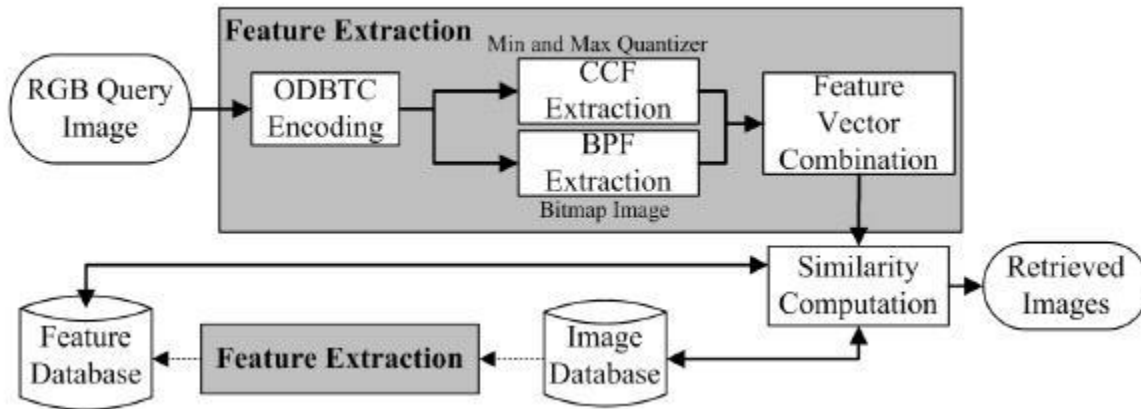 Feature Extraction
RGB Query
Image
ODBTC
Encoding
Min and Max Quantizer
CCF
Extraction
BPF
Extraction
Bitmap Image
Feature
Vector
Combination
Similarity
Computation
Retrieved
Images
Feature
Database
Feature Extraction
Image
Database